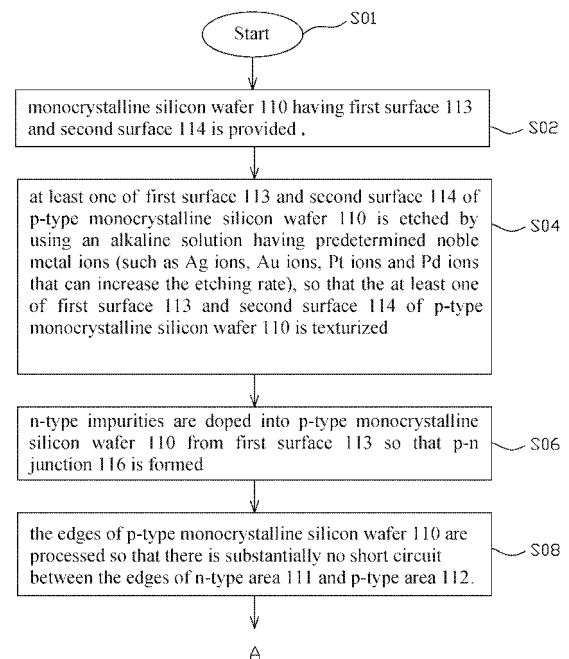 Start
S01
monocrystalline silicon wafer 110 having first surface 113
and second surface 114 is provided .
S02
at least one of first surface 113 and second surface 114 of
p-type monocrystalline silicon wafer 110 is etched by
using an alkaline solution having predetermined noble
metal ions (such as Ag ions, Au ions, Pt ions and Pd ions
that can increase the etching rate), so that the at least one
of first surface 113 and second surface 114 of p-type
monocrystalline silicon wafer 110 is texturized
S04
n-type impurities are doped into p-type monocrystalline
silicon wafer 110 from first surface 113 so that p-n
junction 116 is formed
S06
the edges of p-type monocrystalline silicon wafer 110 are
processed so that there is substantially no short circuit
between the edges of n-type area 111 and p-type area 112.
S08
A